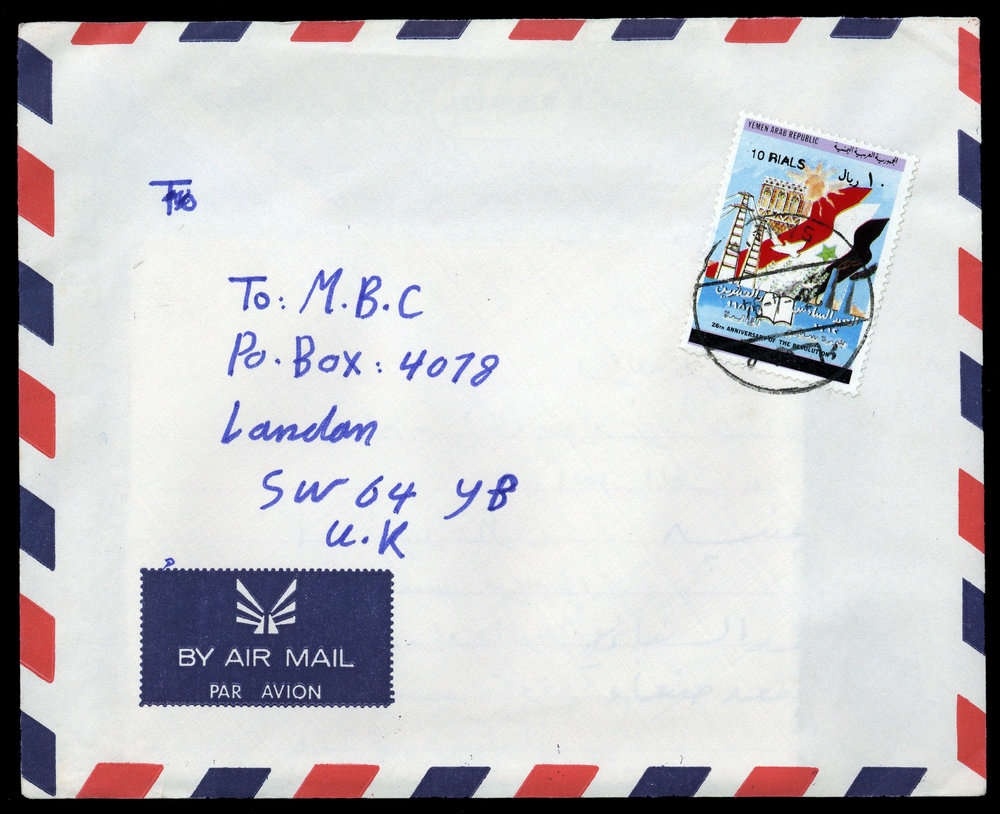 YEMEN ARAB REPUBLIC الجمهورية العربية اليمنية
10 RIALS ١٠ ريال
26TH ANNIVERSARY OF THE REVOLUTION
To: M.B.C
Po.Box: 4078
Landan
SW 64 YB
U.K
BY AIR MAIL
PAR AVION